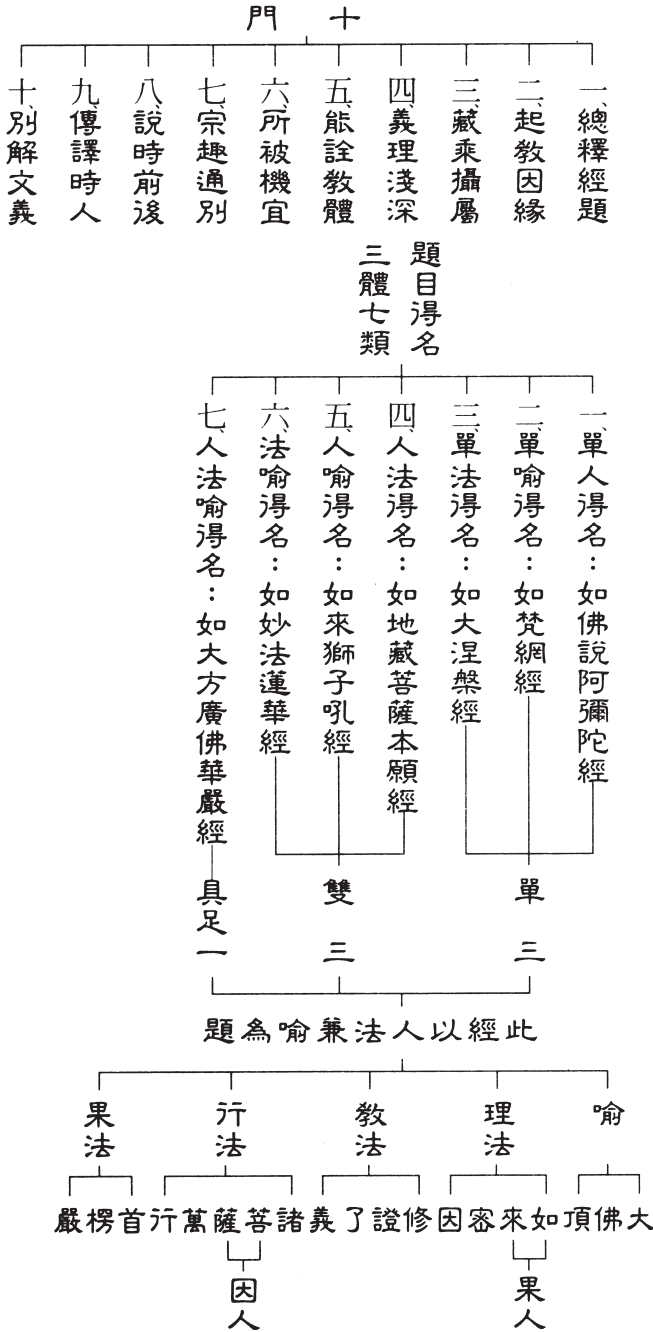 十門
一、總釋經題
二、起教因緣
三、藏乘攝屬
四、義理淺深
五、能詮教體
六、所被機宜
七、宗趣通別
八、說時前後
九、傳譯時人
十、別解文義
題目得名
三體七類
一、單人得名：如佛說阿彌陀經
二、單喻得名：如梵網經
三、單法得名：如大涅槃經
四、人法得名：如地藏菩薩本願經
五、人喻得名：如來獅子吼經
六、法喻得名：如妙法蓮華經
七、人法喻得名：如大方廣佛華嚴經
單三
雙三
具足一
此經以人法兼喻為題
喻
理法
教法
行法
果法
大佛頂如來密因修證了義諸菩薩萬行首楞嚴
果人
因人